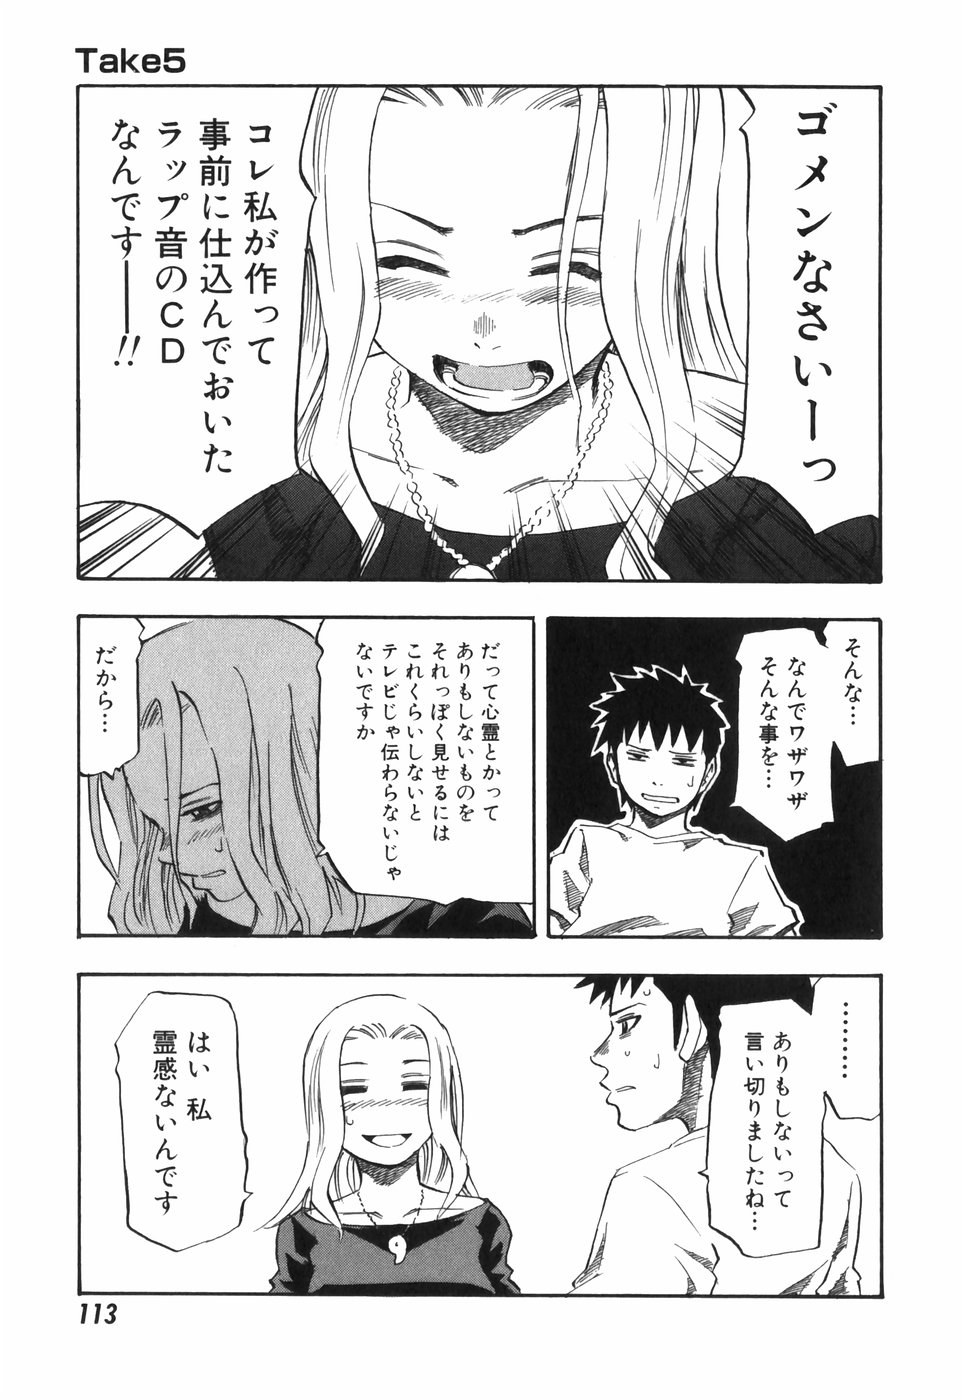 Take5
ゴメンなさいーっ
コレ私が作って
事前に仕込んでおいた
ラップ音のCD
なんです――!!
そんな…
なんでワザワザ
そんな事を…
だって心霊とかって
ありもしないものを
それっぽく見せるには
これくらいしないと
テレビじゃ伝わらないじゃ
ないですか
だから…
…………
ありもしないって
言い切りましたね…
はい 私
霊感ないんです
113